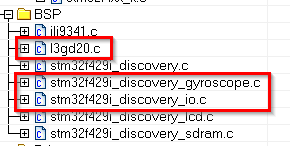 BSP
ili9341.c
l3gd20.c
stm32f429i_discovery.c
stm32f429i_discovery_gyroscope.c
stm32f429i_discovery_io.c
stm32f429i_discovery_lcd.c
stm32f429i_discovery_sdram.c